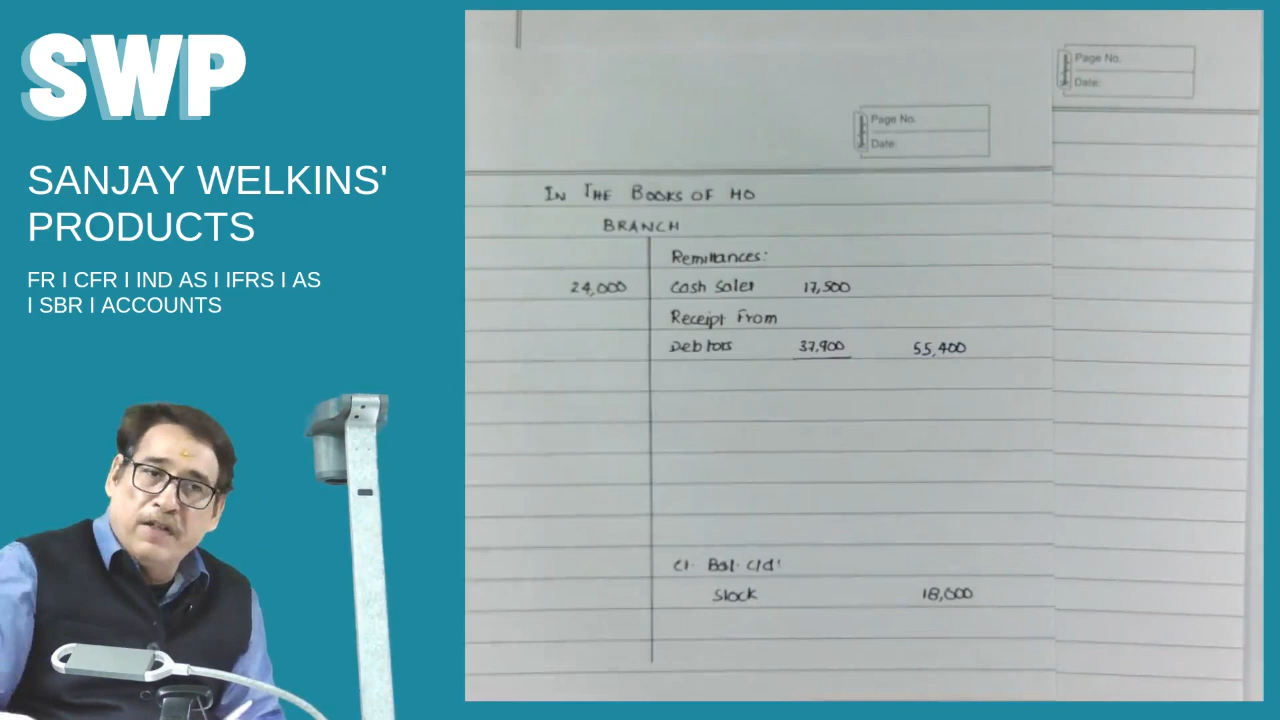 SWP
SANJAY WELKINS'
PRODUCTS
FR I CFR I IND AS I IFRS I AS
I SBR I ACCOUNTS
Page No.
Date:
Page No.
Date:
IN THE BOOKS OF HO
BRANCH
Remittances:
24,000 Cash Sales 17,500
Receipt From
Debtors 37,900 55,400
Cl. Bal. c/d:
Stock 18,000